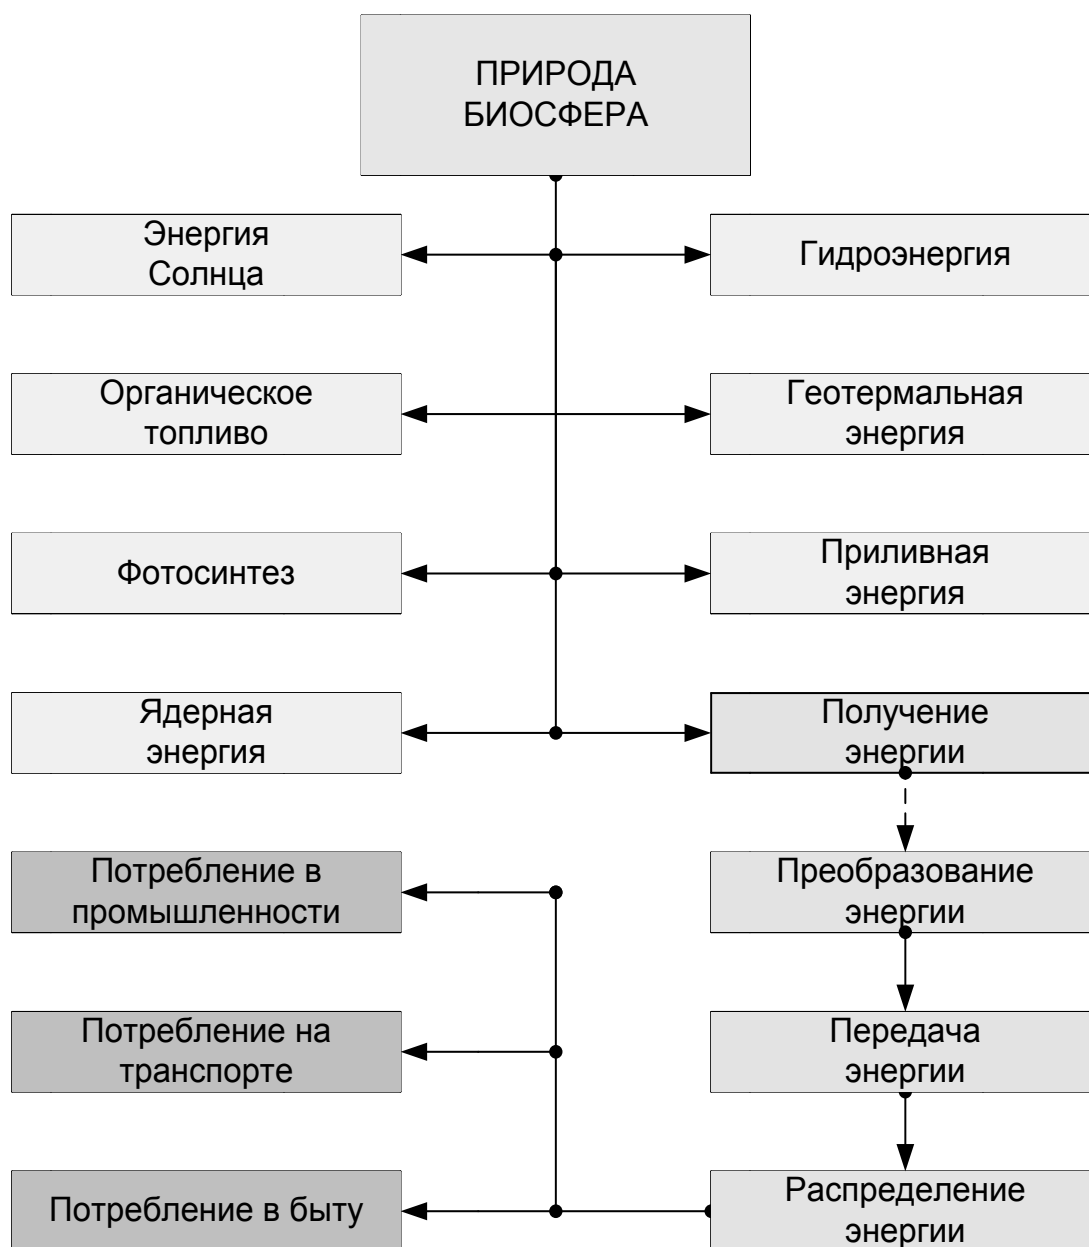 ПРИРОДА
БИОСФЕРА
Энергия
Солнца
Гидроэнергия
Органическое
топливо
Геотермальная
энергия
Фотосинтез
Приливная
энергия
Ядерная
энергия
Получение
энергии
Потребление в
промышленности
Преобразование
энергии
Потребление на
транспорте
Передача
энергии
Потребление в быту
Распределение
энергии